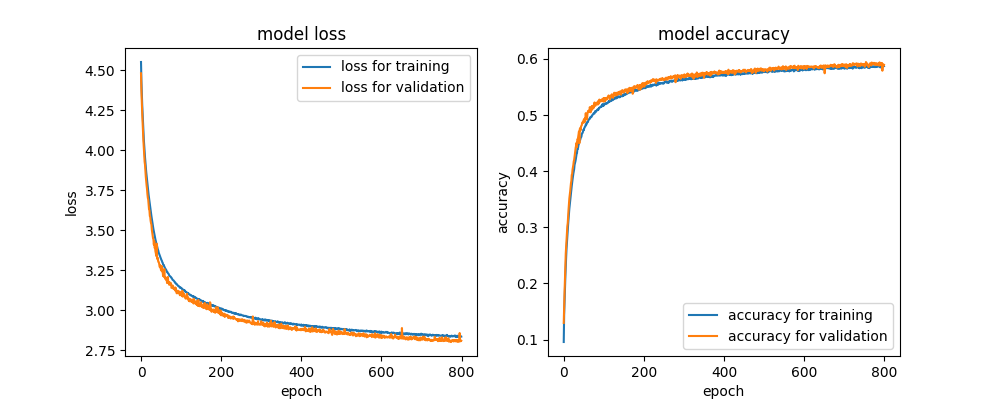 model loss
loss for training
loss for validation
4.50
4.25
4.00
3.75
3.50
3.25
3.00
2.75
loss
0
200
400
600
800
epoch
model accuracy
0.6
0.5
0.4
0.3
0.2
0.1
accuracy
accuracy for training
accuracy for validation
0
200
400
600
800
epoch